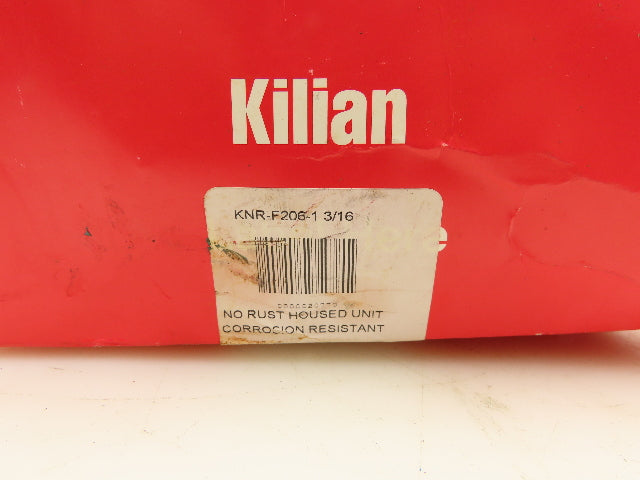 Kilian
KNR-F206-1 3/16
NO RUST HOUSED UNIT
CORROCION RESISTANT